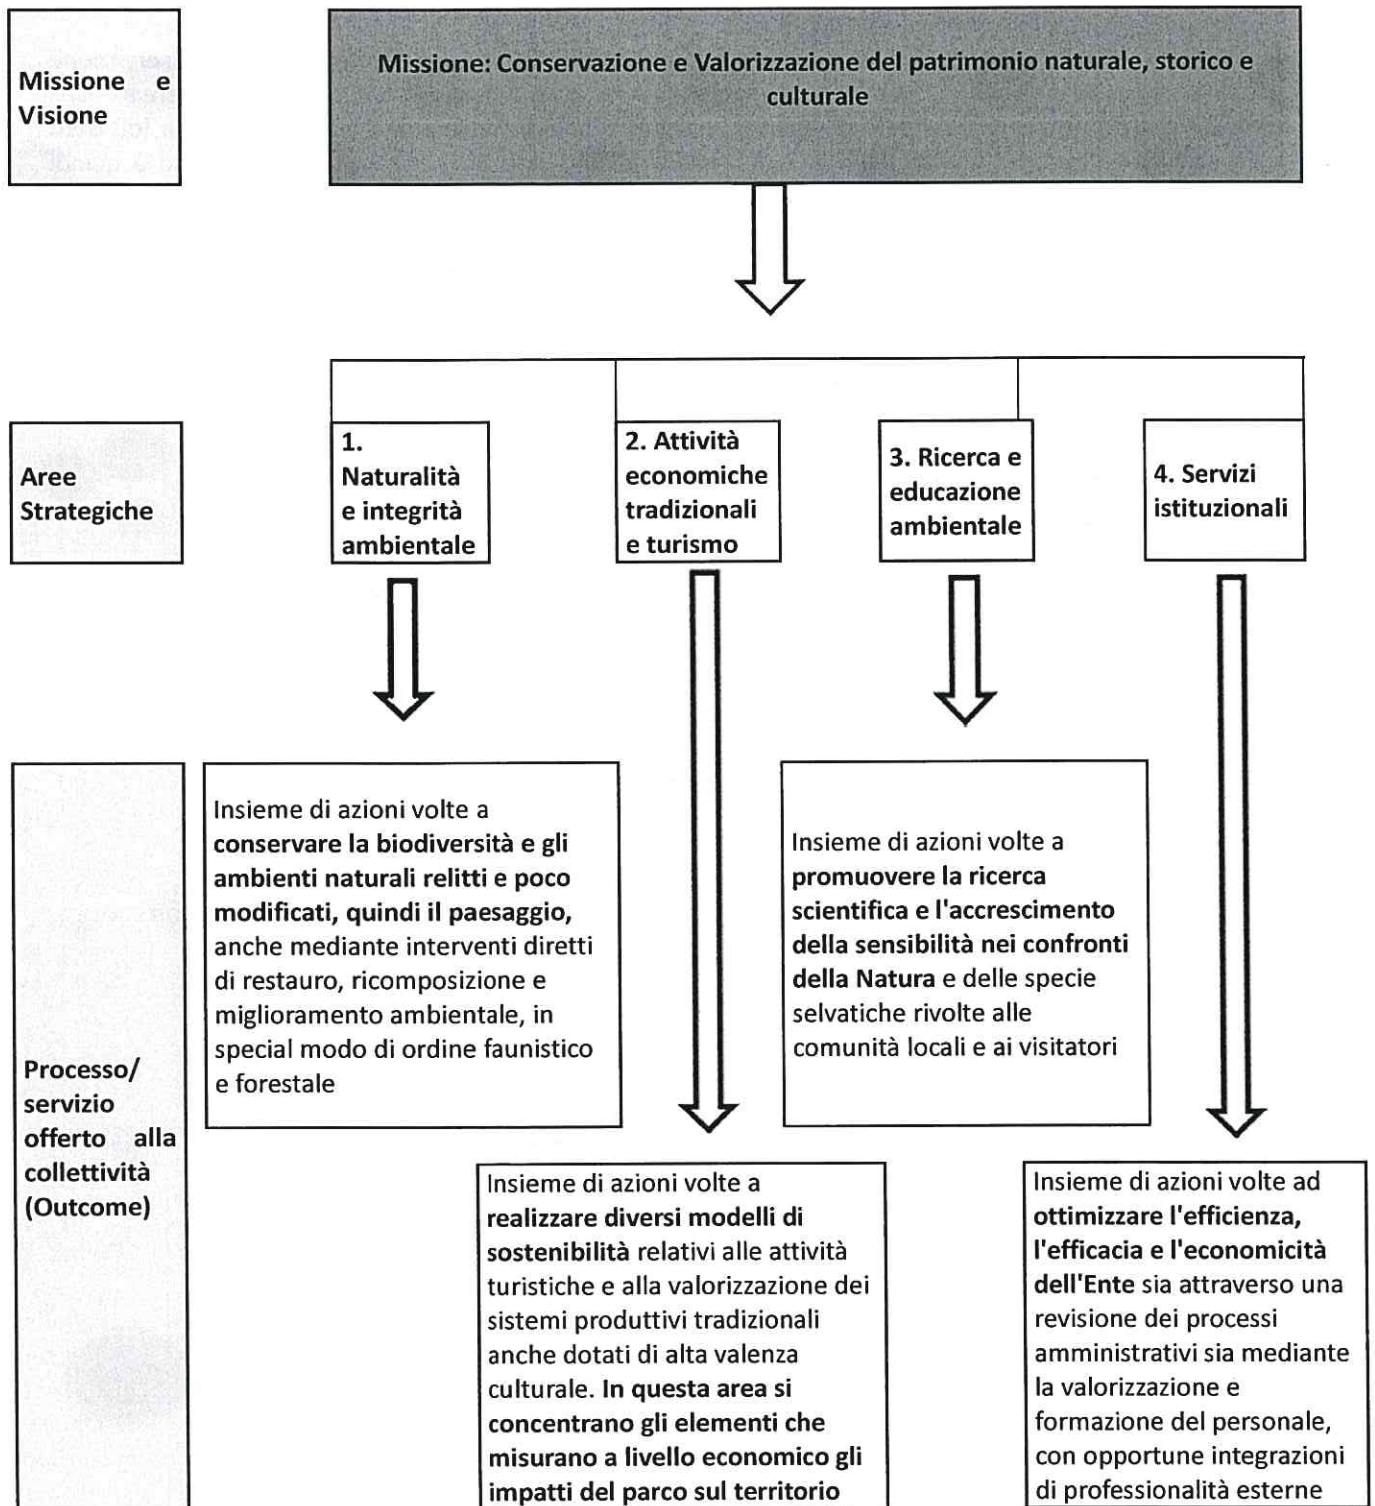 Missione e
Visione
Missione: Conservazione e Valorizzazione del patrimonio naturale, storico e
culturale
Aree
Strategiche
1.
Naturalità
e integrità
ambientale
2. Attività
economiche
tradizionali
e turismo
3. Ricerca e
educazione
ambientale
4. Servizi
istituzionali
Processo/
servizio
offerto alla
collettività
(Outcome)
Insieme di azioni volte a
conservare la biodiversità e gli
ambienti naturali relitti e poco
modificati, quindi il paesaggio,
anche mediante interventi diretti
di restauro, ricomposizione e
miglioramento ambientale, in
special modo di ordine faunistico
e forestale
Insieme di azioni volte a
promuovere la ricerca
scientifica e l'accrescimento
della sensibilità nei confronti
della Natura e delle specie
selvatiche rivolte alle
comunità locali e ai visitatori
Insieme di azioni volte a
realizzare diversi modelli di
sostenibilità relativi alle attività
turistiche e alla valorizzazione dei
sistemi produttivi tradizionali
anche dotati di alta valenza
culturale. In questa area si
concentrano gli elementi che
misurano a livello economico gli
impatti del parco sul territorio
Insieme di azioni volte ad
ottimizzare l'efficienza,
l'efficacia e l'economicità
dell'Ente sia attraverso una
revisione dei processi
amministrativi sia mediante
la valorizzazione e
formazione del personale,
con opportune integrazioni
di professionalità esterne